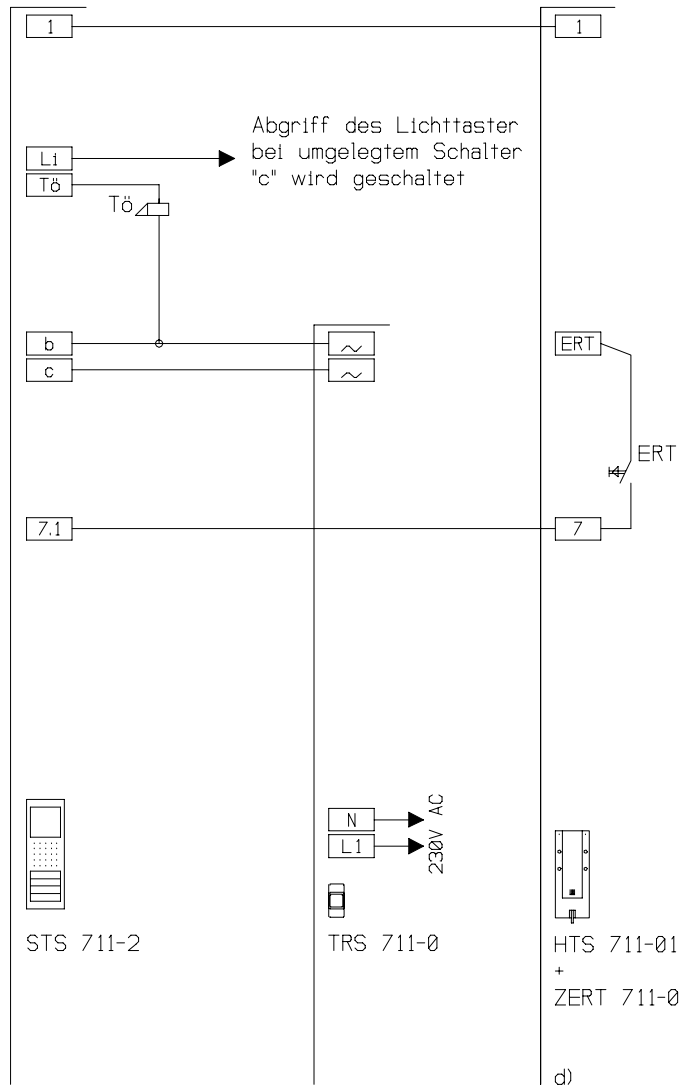 1
1
Abgriff des Lichttaster
Li
bei umgelegtem Schalter
Tö
"c" wird geschaltet
Tö
b
~
ERT
c
~
ERT
7.1
7
N
L1
230V AC
STS 711-2
TRS 711-0
HTS 711-01
+
ZERT 711-0
d)